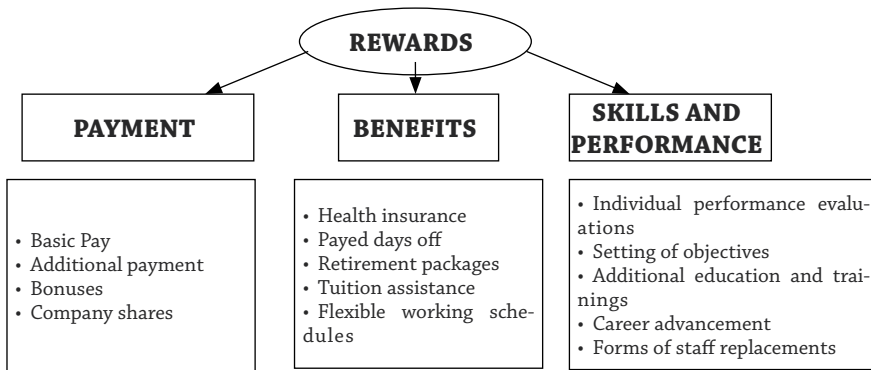 REWARDS
PAYMENT
BENEFITS
SKILLS AND
PERFORMANCE
• Basic Pay
• Additional payment
• Bonuses
• Company shares
• Health insurance
• Payed days off
• Retirement packages
• Tuition assistance
• Flexible working sche-
dules
• Individual performance evalu-
ations
• Setting of objectives
• Additional education and trai-
nings
• Career advancement
• Forms of staff replacements